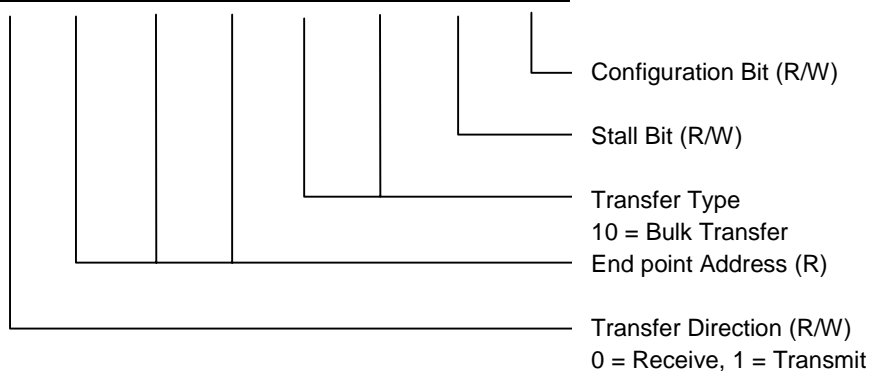 Configuration Bit (R/W)
Stall Bit (R/W)
Transfer Type
10 = Bulk Transfer
End point Address (R)
Transfer Direction (R/W)
0 = Receive, 1 = Transmit